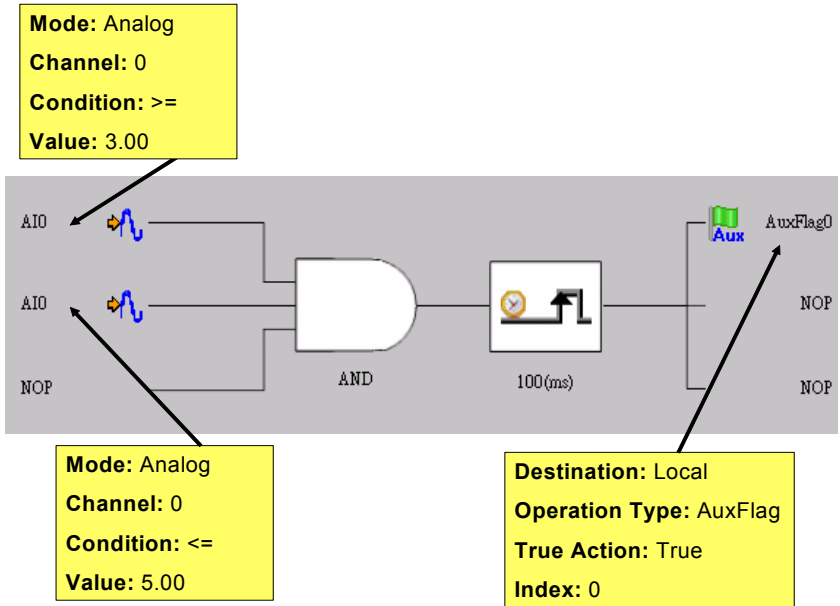 Mode: Analog
Channel: 0
Condition: >=
Value: 3.00
AI0
Aux
AuxFlag0
AI0
NOP
NOP
AND
100(ms)
NOP
Mode: Analog
Channel: 0
Condition: <=
Value: 5.00
Destination: Local
Operation Type: AuxFlag
True Action: True
Index: 0